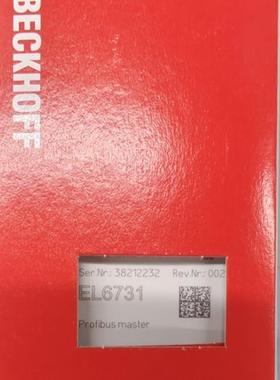 BECKHOFF
Ser.Nr: 38212232 Rev.Nr: 002
EL6731
Profibus master